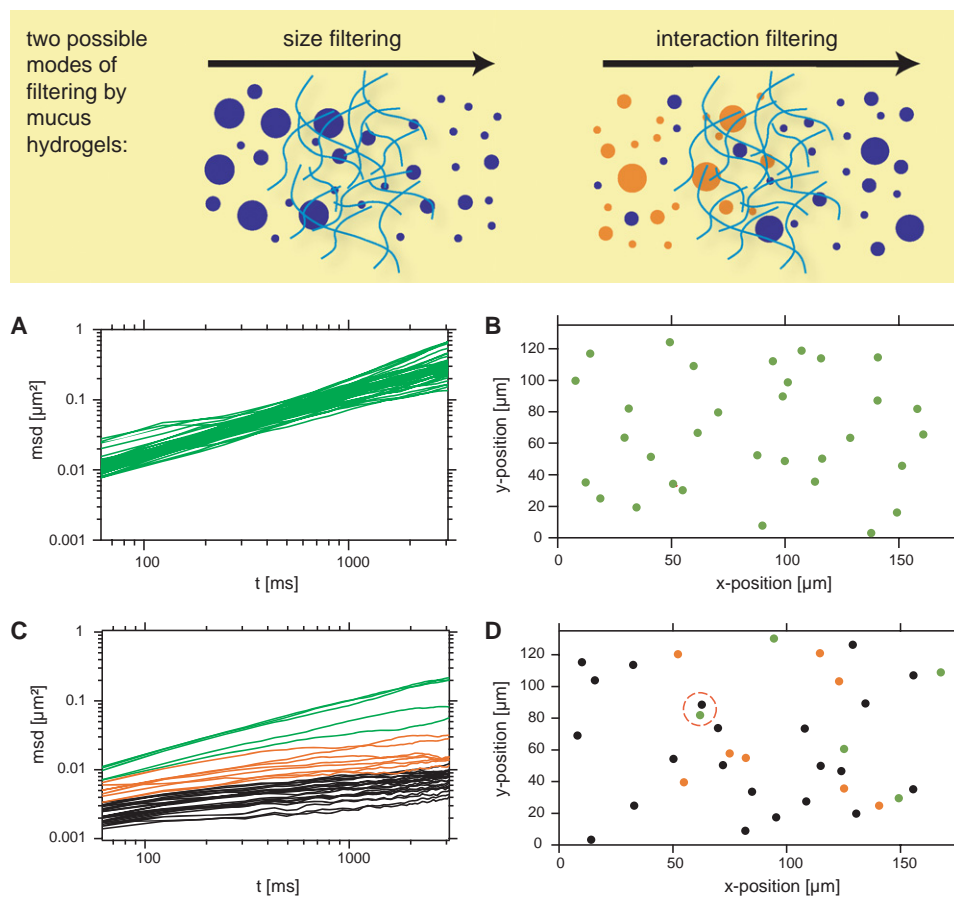 two possible
modes of
filtering by
mucus
hydrogels:
size filtering
interaction filtering
A
1
0.1
0.01
0.001
msd [µm²]
100
1000
t [ms]
B
120
100
80
60
40
20
0
y-position [µm]
0
50
100
150
x-position [µm]
C
1
0.1
0.01
0.001
msd [µm²]
100
1000
t [ms]
D
120
100
80
60
40
20
0
y-position [µm]
0
50
100
150
x-position [µm]